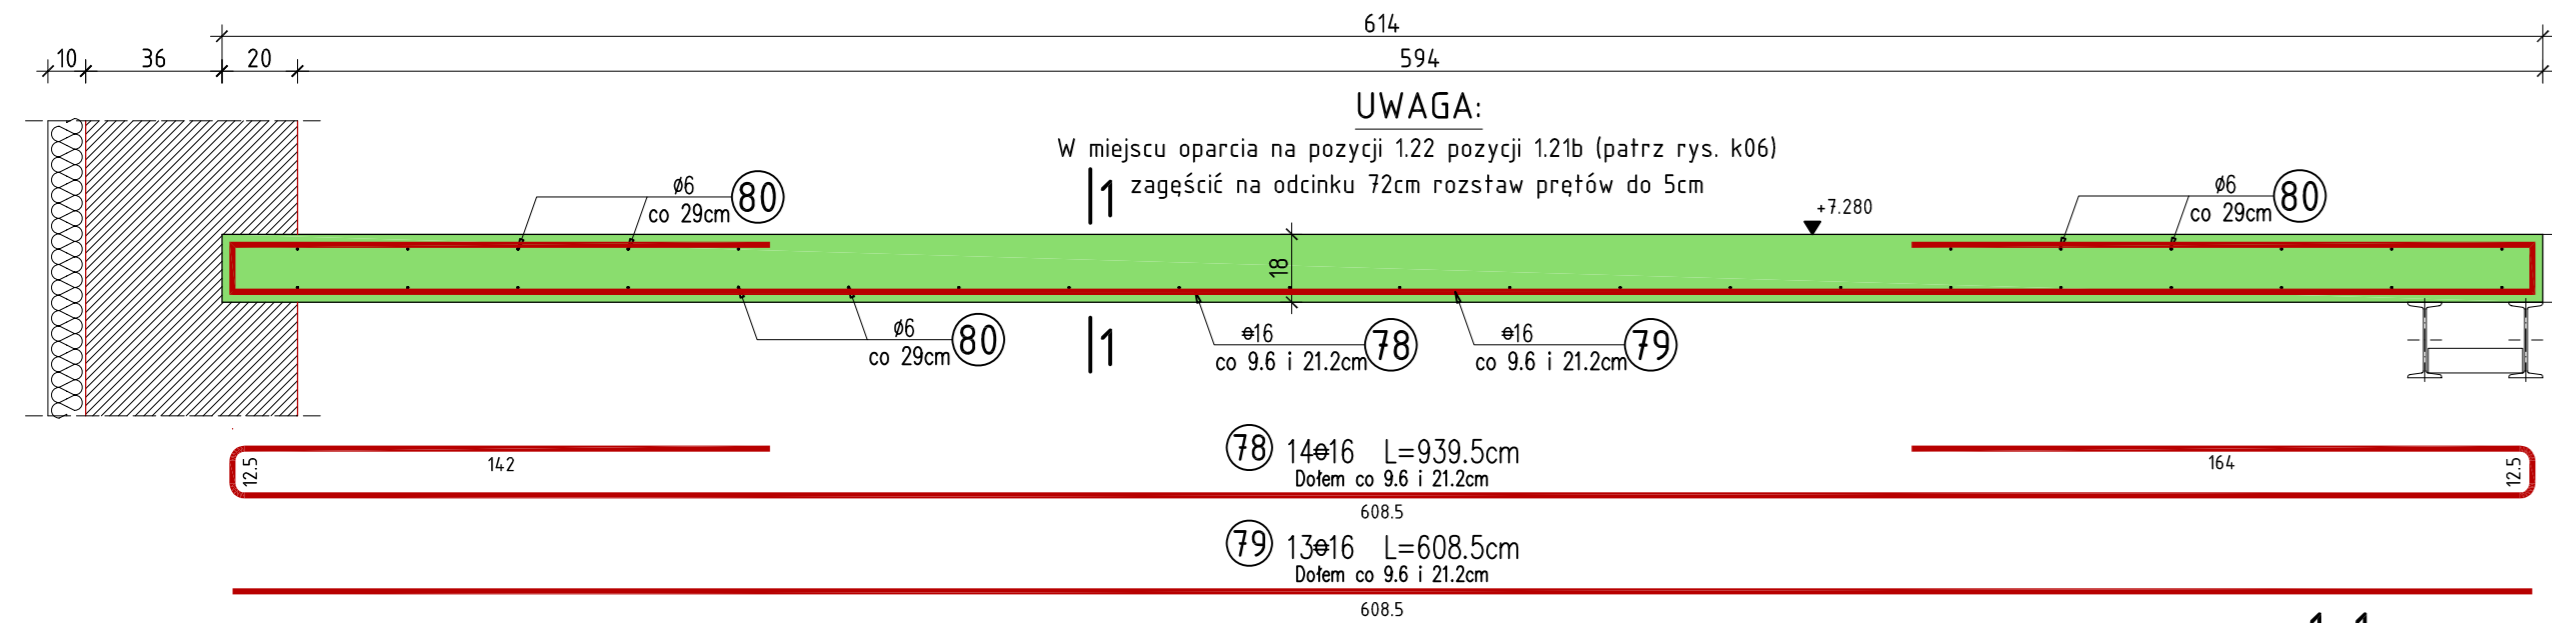 614
10 36 20 594
UWAGA:
W miejscu oparcia na pozycji 1.22 pozycji 1.21b (patrz rys. k06)
1 zagęścić na odcinku 72cm rozstaw prętów do 5cm
ø6
co 29cm 80
+7.280
ø6
co 29cm 80
18
ø6
co 29cm 80
1
ɵ16
co 9.6 i 21.2cm 78
ɵ16
co 9.6 i 21.2cm 79
78 14ɵ16 L=939.5cm
Dołem co 9.6 i 21.2cm
12.5 142 164 12.5
608.5
79 13ɵ16 L=608.5cm
Dołem co 9.6 i 21.2cm
608.5